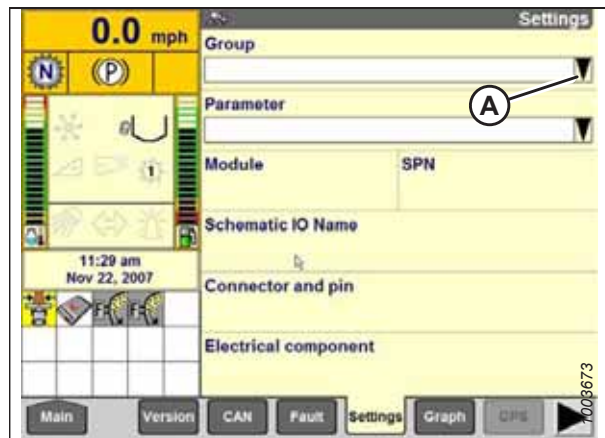 0.0 mph
Settings
Group
N
(P)
A
Parameter
1
Module
SPN
Schematic IO Name
11:29 am
Nov 22, 2007
Connector and pin
Electrical component
1003673
Main
Version
CAN
Fault
Settings
Graph
GPS